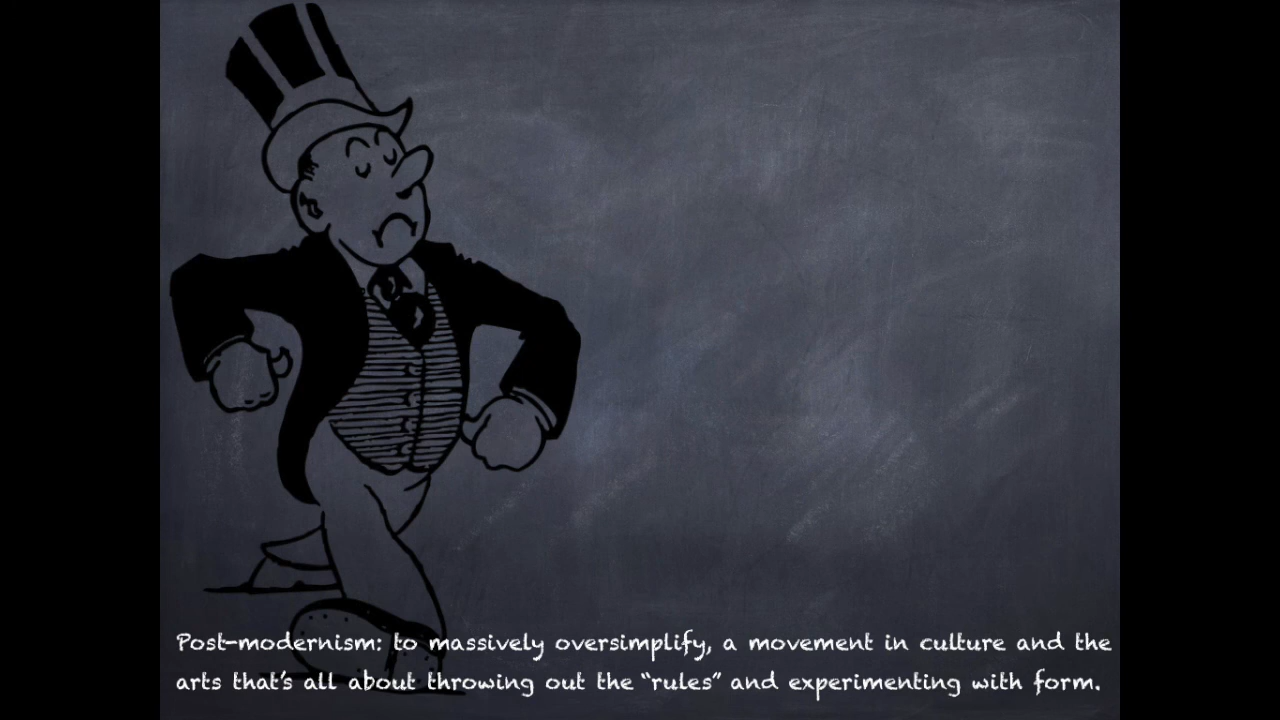 Post-modernism: to massively oversimplify, a movement in culture and the
arts that's all about throwing out the “rules” and experimenting with form.